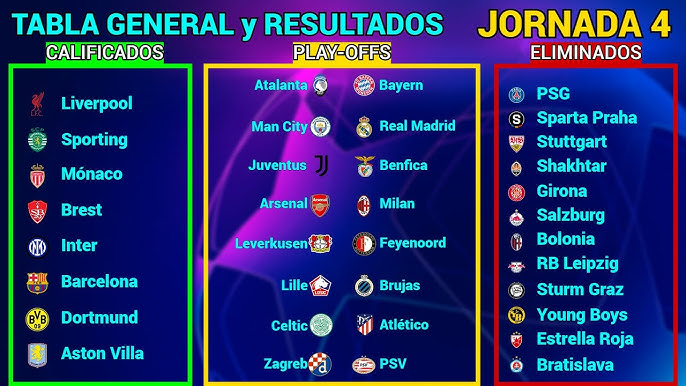 TABLA GENERAL y RESULTADOS
JORNADA 4
CALIFICADOS
Liverpool
Sporting
Mónaco
Brest
Inter
Barcelona
Dortmund
Aston Villa
PLAY-OFFS
Atalanta Bayern
Man City Real Madrid
Juventus Benfica
Arsenal Milan
Leverkusen Feyenoord
Lille Brujas
Celtic Atlético
Zagreb PSV
ELIMINADOS
PSG
Sparta Praha
Stuttgart
Shakhtar
Girona
Salzburg
Bolonia
RB Leipzig
Sturm Graz
Young Boys
Estrella Roja
Bratislava